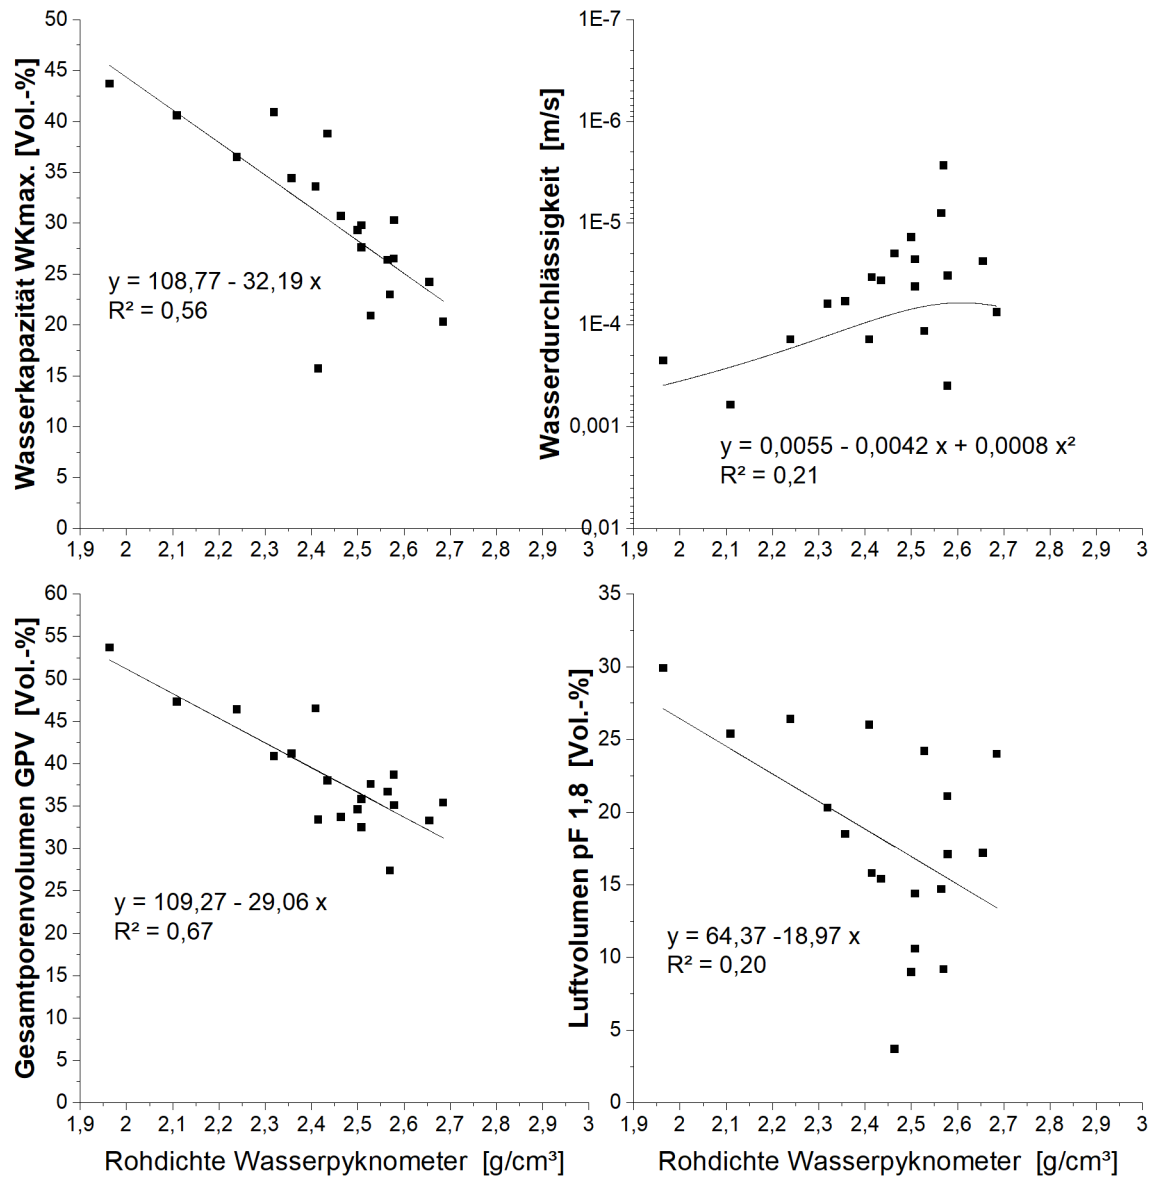 Wasserkapazität WKmax. [Vol.-%]
50
45
40
35
30
25
20
15
10
5
0
y = 108,77 - 32,19 x
R² = 0,56
1,9 2 2,1 2,2 2,3 2,4 2,5 2,6 2,7 2,8 2,9 3
Wasserdurchlässigkeit [m/s]
1E-7
1E-6
1E-5
1E-4
0,001
0,01
y = 0,0055 - 0,0042 x + 0,0008 x²
R² = 0,21
1,9 2 2,1 2,2 2,3 2,4 2,5 2,6 2,7 2,8 2,9 3
Gesamtporenvolumen GPV [Vol.-%]
60
55
50
45
40
35
30
25
20
15
10
5
0
y = 109,27 - 29,06 x
R² = 0,67
1,9 2 2,1 2,2 2,3 2,4 2,5 2,6 2,7 2,8 2,9 3
Rohdichte Wasserpyknometer [g/cm³]
Luftvolumen pF 1,8 [Vol.-%]
35
30
25
20
15
10
5
0
y = 64,37 -18,97 x
R² = 0,20
1,9 2 2,1 2,2 2,3 2,4 2,5 2,6 2,7 2,8 2,9 3
Rohdichte Wasserpyknometer [g/cm³]